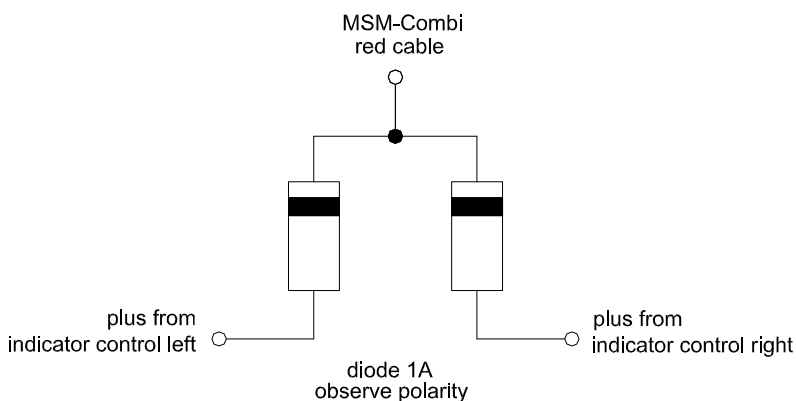 MSM-Combi
red cable
plus from
indicator control left
plus from
indicator control right
diode 1A
observe polarity